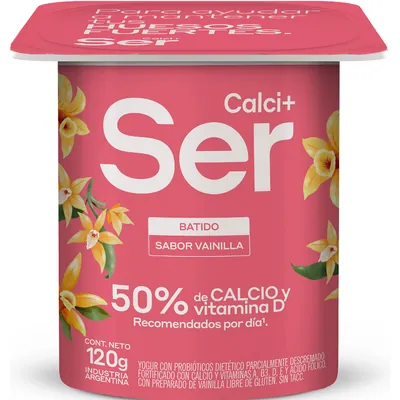 Para ayudar
a mantener
tus
HUESOS
FUERTES.
Calci+
Ser
Calci+
Ser
BATIDO
SABOR VAINILLA
50% de CALCIO y
vitamina D
Recomendados por día¹.
CONT. NETO
120g
INDUSTRIA
ARGENTINA
YOGUR CON PROBIÓTICOS DIETÉTICO PARCIALMENTE DESCREMADO,
FORTIFICADO CON CALCIO Y VITAMINAS A, B3, D, E Y ÁCIDO FÓLICO,
CON PREPARADO DE VAINILLA LIBRE DE GLUTEN. SIN TACC.